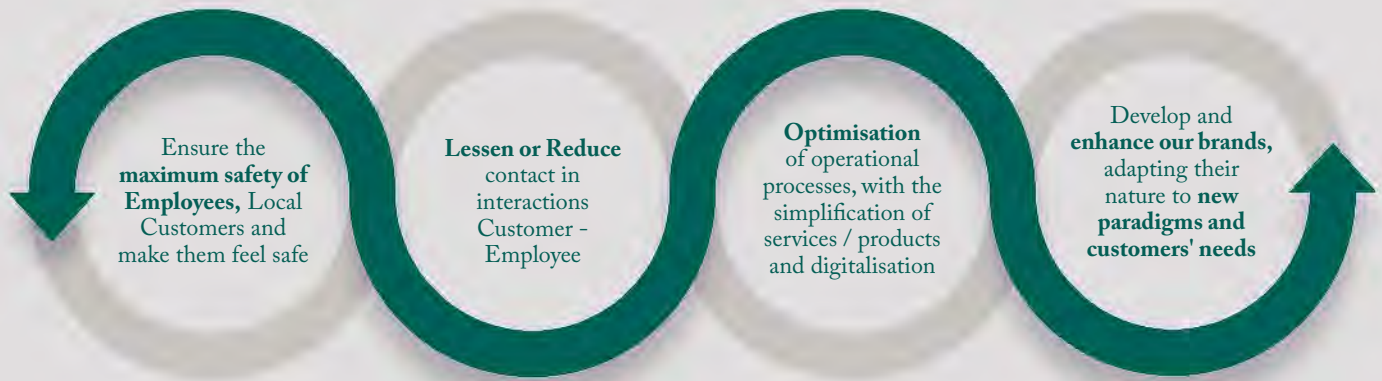 Ensure the
maximum safety of
Employees, Local
Customers and
make them feel safe
Lessen or Reduce
contact in
interactions
Customer -
Employee
Optimisation
of operational
processes, with the
simplification of
services / products
and digitalisation
Develop and
enhance our brands,
adapting their
nature to new
paradigms and
customers' needs